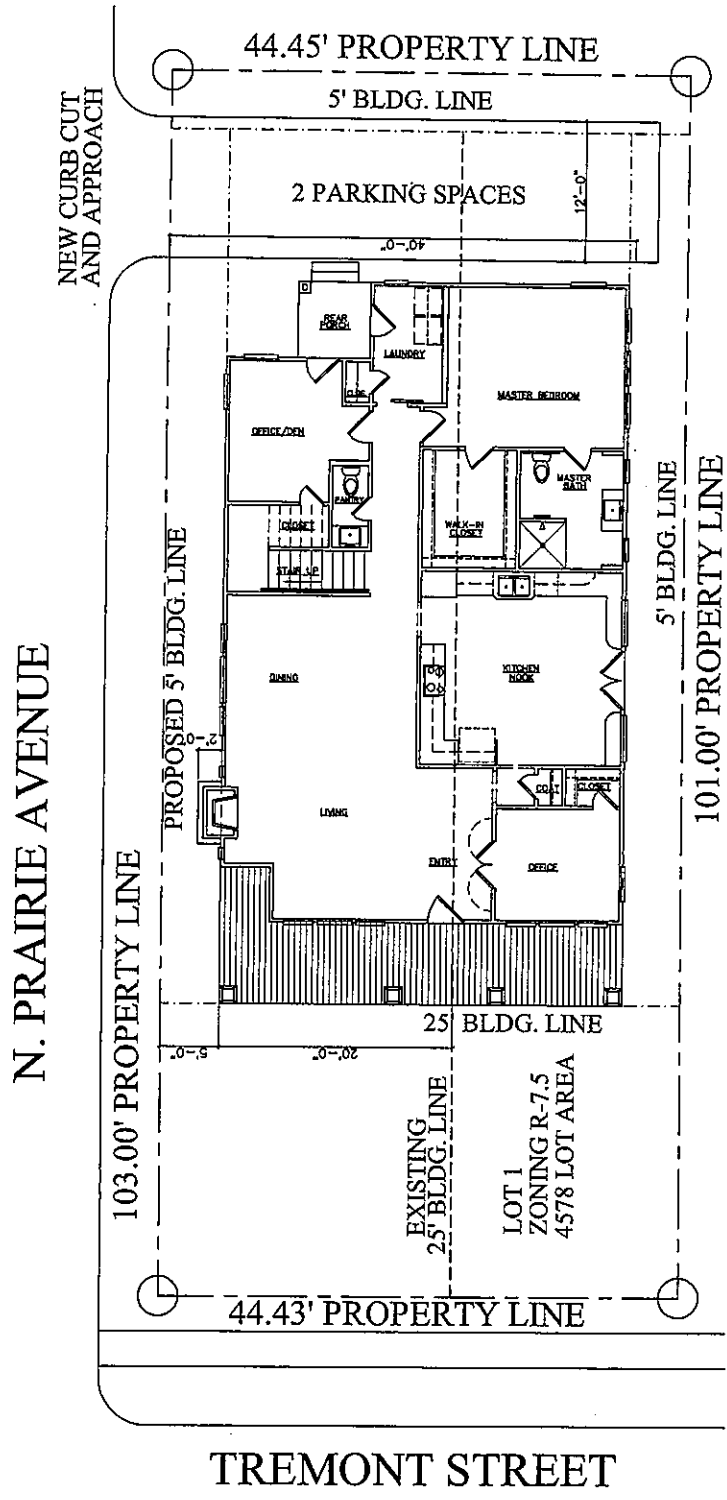 44.45' PROPERTY LINE
5' BLDG. LINE
NEW CURB CUT
AND APPROACH
2 PARKING SPACES
12'-0"
40'-0"
REAR
PORCH
LAUNDRY
CLOS
MASTER BEDROOM
OFFICE/DEN
PANTRY
MASTER
BATH
WALK-IN
CLOSET
CLOSET
STAIR UP
5' BLDG. LINE
101.00' PROPERTY LINE
PROPOSED 5' BLDG. LINE
2'-0"
N. PRAIRIE AVENUE
DINING
KITCHEN
NOOK
LIVING
COAT
CLOSET
ENTRY
OFFICE
103.00' PROPERTY LINE
25' BLDG. LINE
5'-0"
20'-0"
EXISTING
25' BLDG. LINE
LOT 1
ZONING R-7.5
4578 LOT AREA
44.43' PROPERTY LINE
TREMONT STREET